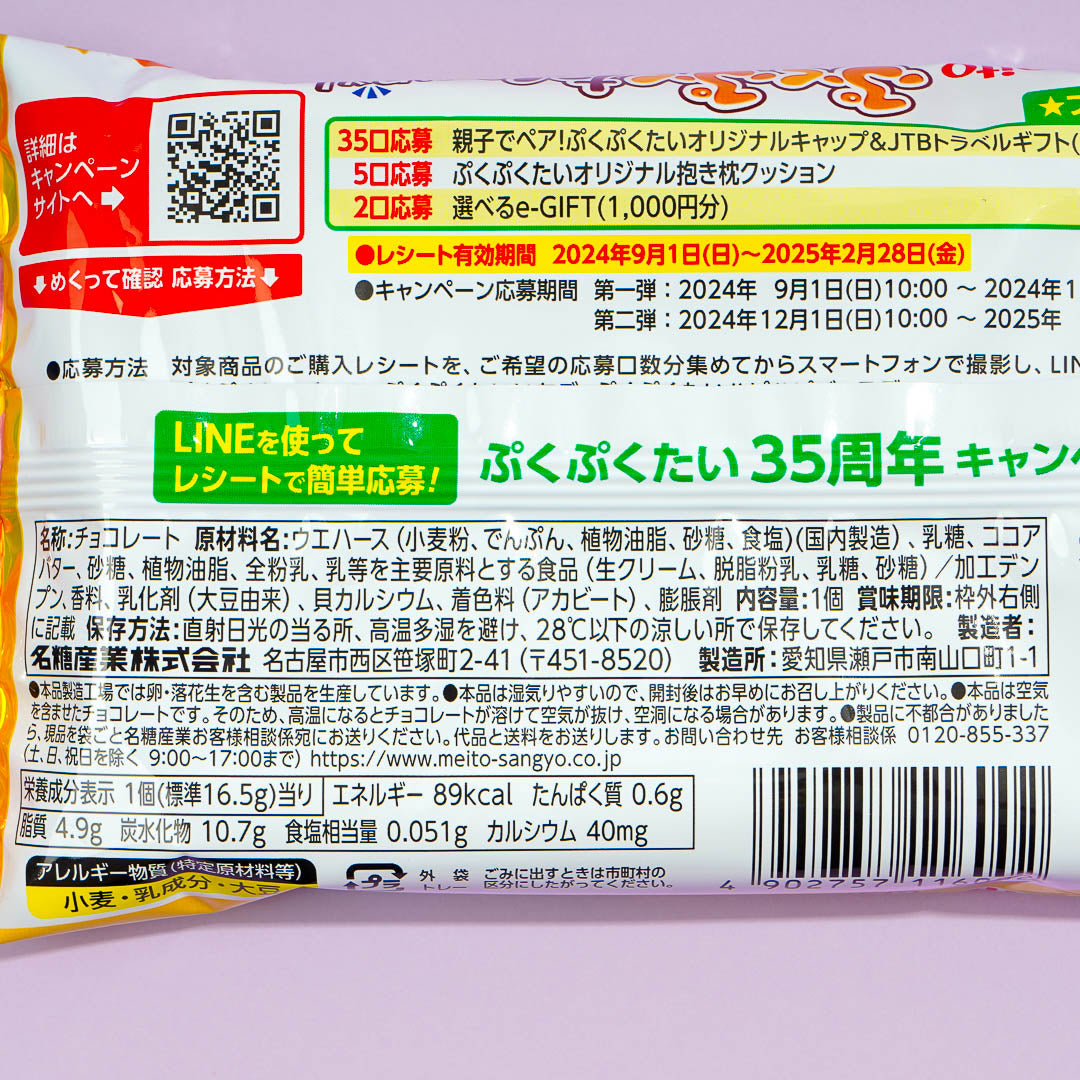 詳細は
キャンペーン
サイトへ➡
⬇めくって確認 応募方法⬇
35口応募 親子でペア!ぷくぷくたいオリジナルキャップ&JTBトラベルギフト(
5口応募 ぷくぷくたいオリジナル抱き枕クッション
2口応募 選べるe-GIFT(1,000円分)
●レシート有効期間 2024年9月1日(日)〜2025年2月28日(金)
●キャンペーン応募期間 第一弾:2024年 9月1日(日)10:00 〜 2024年1
第二弾:2024年12月1日(日)10:00 〜 2025年
●応募方法 対象商品のご購入レシートを、ご希望の応募口数分集めてからスマートフォンで撮影し、LIN
LINEを使って
レシートで簡単応募!
ぷくぷくたい 35周年 キャン
名称:チョコレート 原材料名:ウエハース(小麦粉、でんぷん、植物油脂、砂糖、食塩)(国内製造)、乳糖、ココア
バター、砂糖、植物油脂、全粉乳、乳等を主要原料とする食品(生クリーム、脱脂粉乳、乳糖、砂糖)/加工デン
プン、香料、乳化剤(大豆由来)、貝カルシウム、着色料(アカビート)、膨脹剤 内容量:1個 賞味期限:枠外右側
に記載 保存方法:直射日光の当る所、高温多湿を避け、28℃以下の涼しい所で保存してください。 製造者:
名糖産業株式会社 名古屋市西区笹塚町2-41(〒451-8520) 製造所:愛知県瀬戸市南山口町1-1
●本品製造工場では卵・落花生を含む製品を生産しています。●本品は湿気りやすいので、開封後はお早めにお召し上がりください。●本品は空気
を含ませたチョコレートです。そのため、高温になるとチョコレートが溶けて空気が抜け、空洞になる場合があります。●製品に不都合がありました
ら、現品を袋ごと名糖産業お客様相談係宛にお送りください。代品と送料をお送りします。お問い合わせ先 お客様相談係 0120-855-337
(土、日、祝日を除く 9:00〜17:00まで) https://www.meito-sangyo.co.jp
栄養成分表示 1個(標準16.5g)当り エネルギー 89kcal たんぱく質 0.6g
脂質 4.9g 炭水化物 10.7g 食塩相当量 0.051g カルシウム 40mg
アレルギー物質(特定原材料等)
小麦・乳成分・大豆
プラ
外 袋
トレー
ごみに出すときは市町村の
区分にしたがってください。
4 902757 116